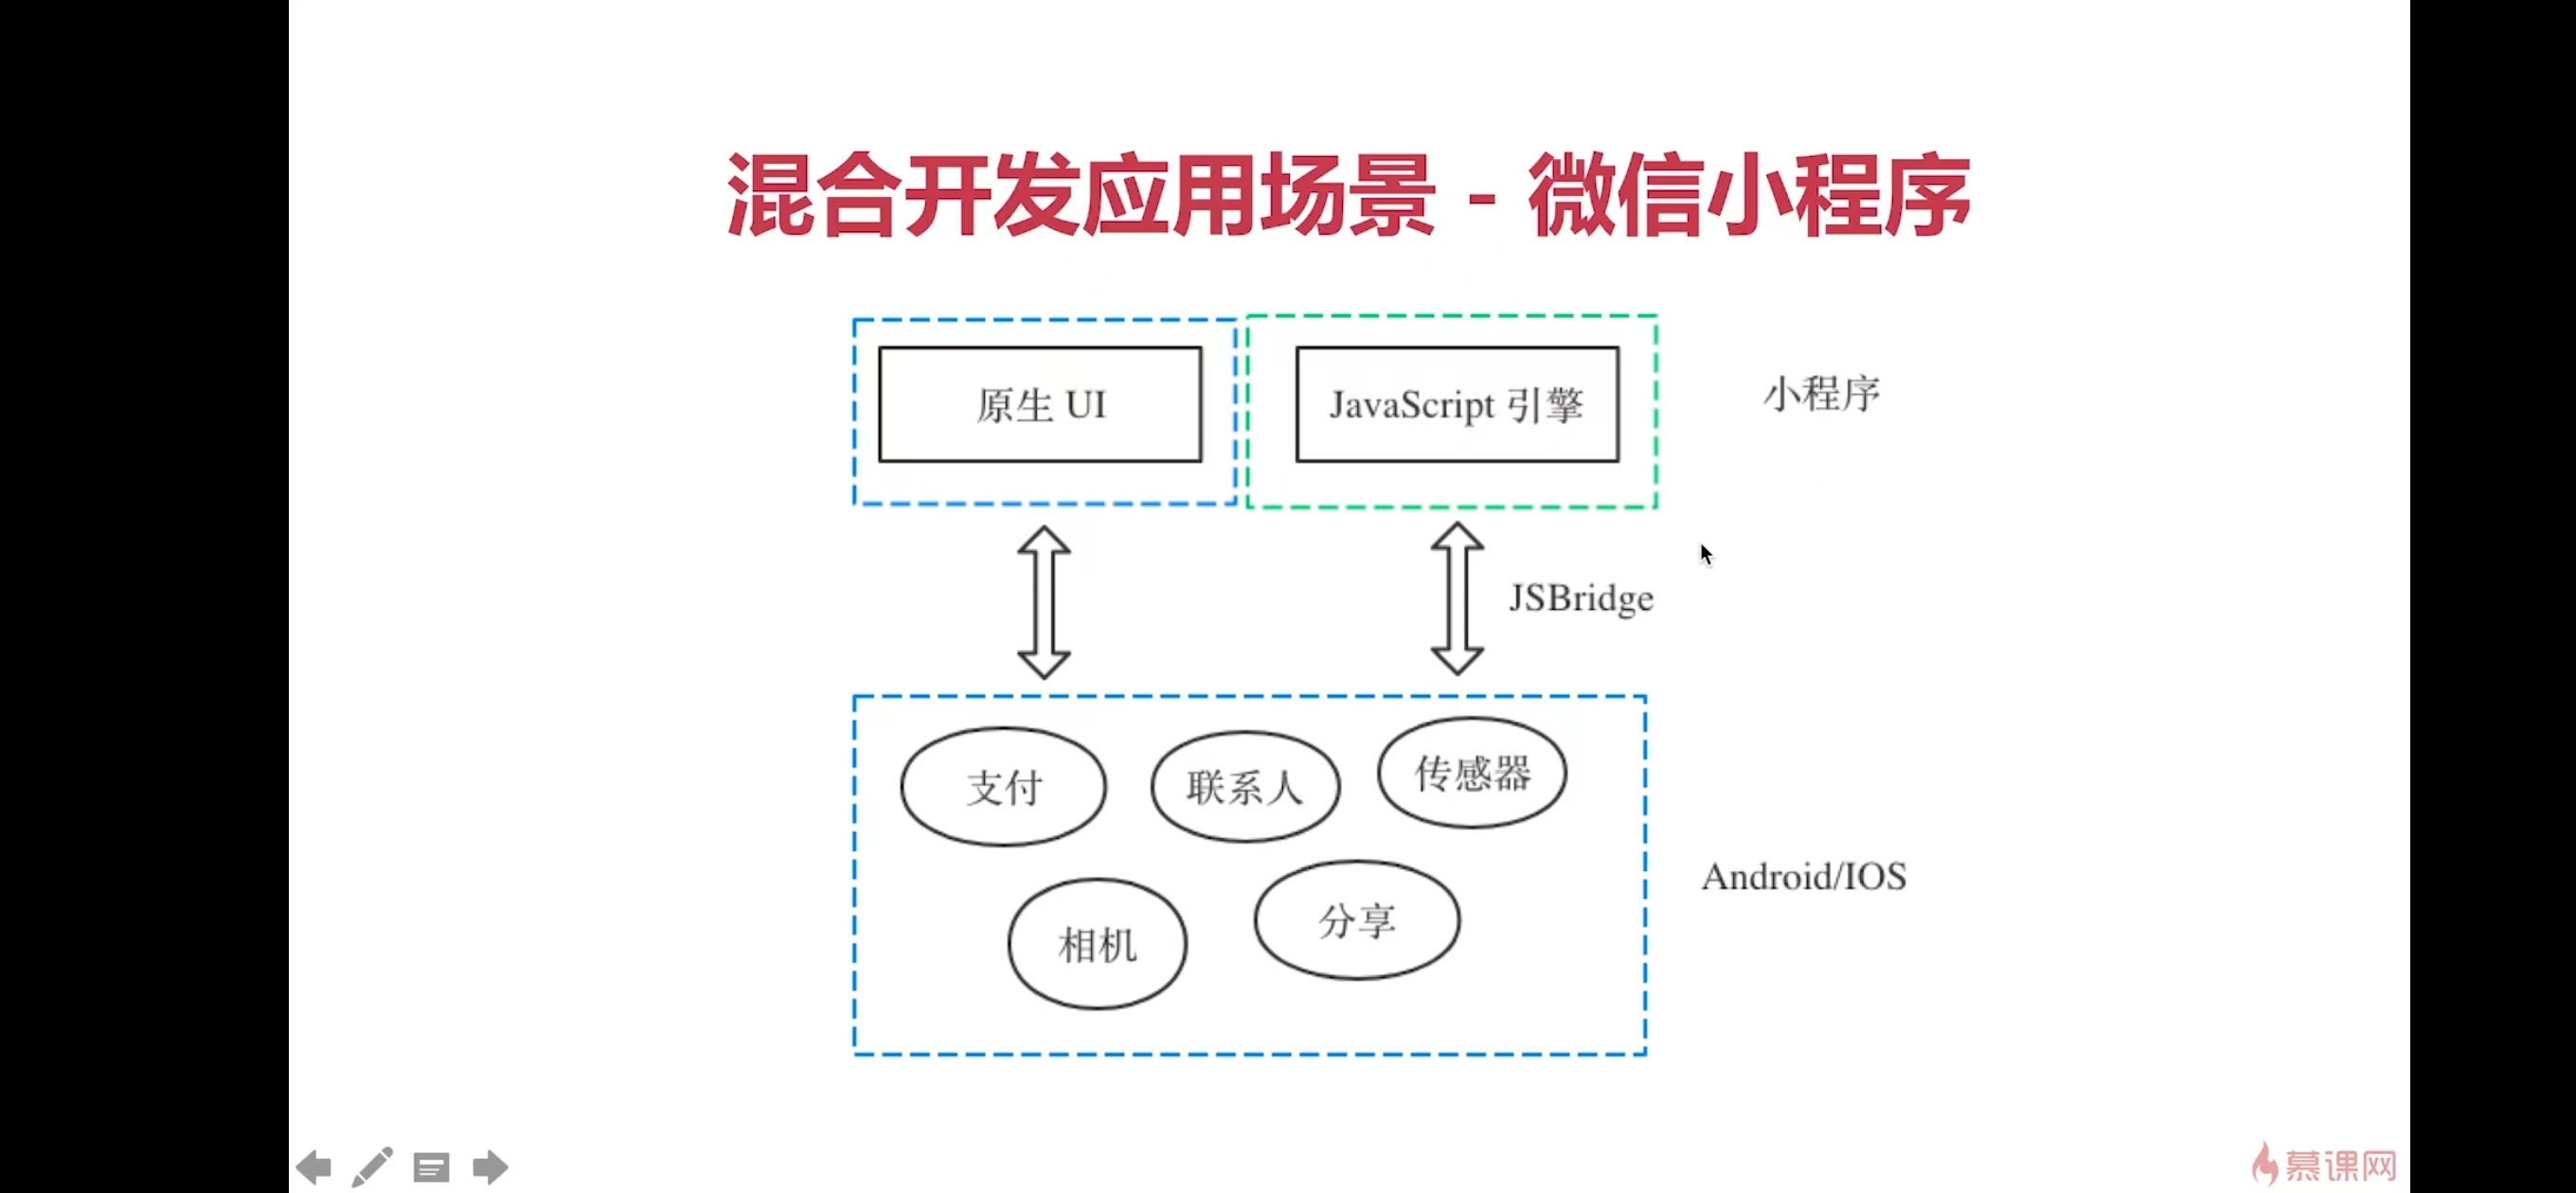 混合开发应用场景 - 微信小程序
原生 UI
JavaScript 引擎
小程序
JSBridge
支付
联系人
传感器
相机
分享
Android/IOS
慕课网